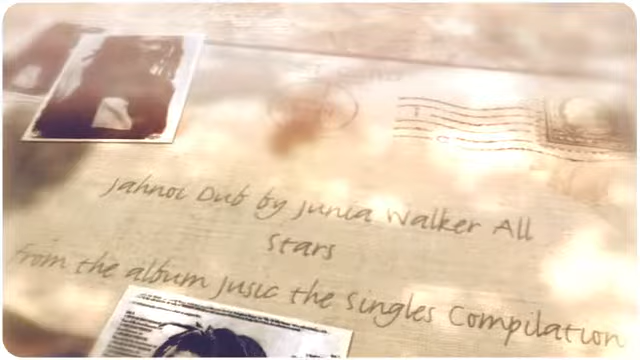 Jahnoi Dub by Junia Walker All
Stars
From the album Jusic the Singles Compilation